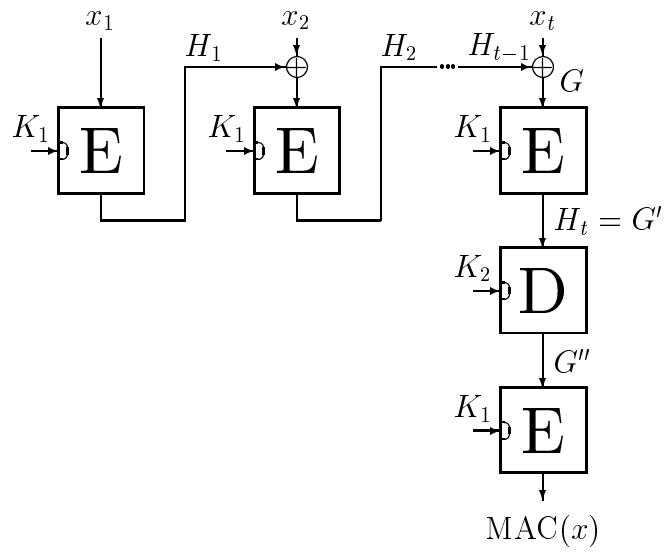 x₁ x₂ xₜ
H₁ H₂ ··· Hₜ₋₁
G
K₁ E K₁ E K₁ E
Hₜ = G′
K₂ D
G″
K₁ E
MAC(x)